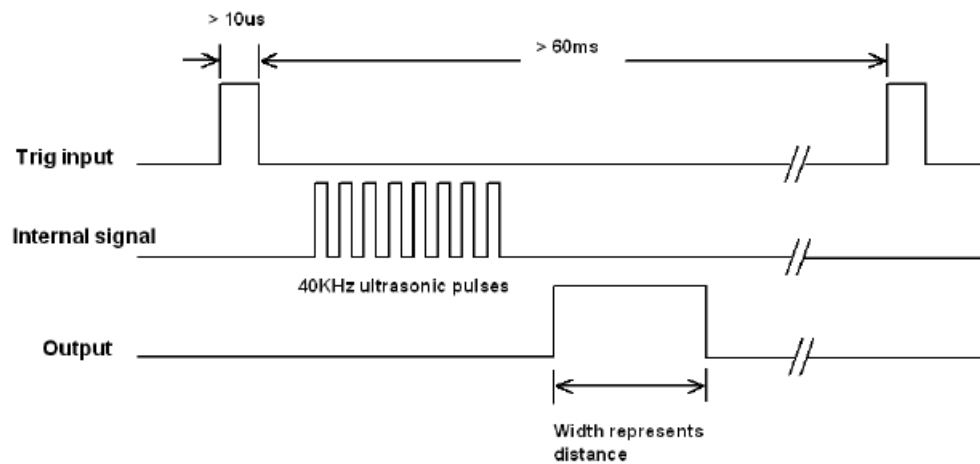 > 10us
> 60ms
Trig input
Internal signal
40KHz ultrasonic pulses
Output
Width represents
distance